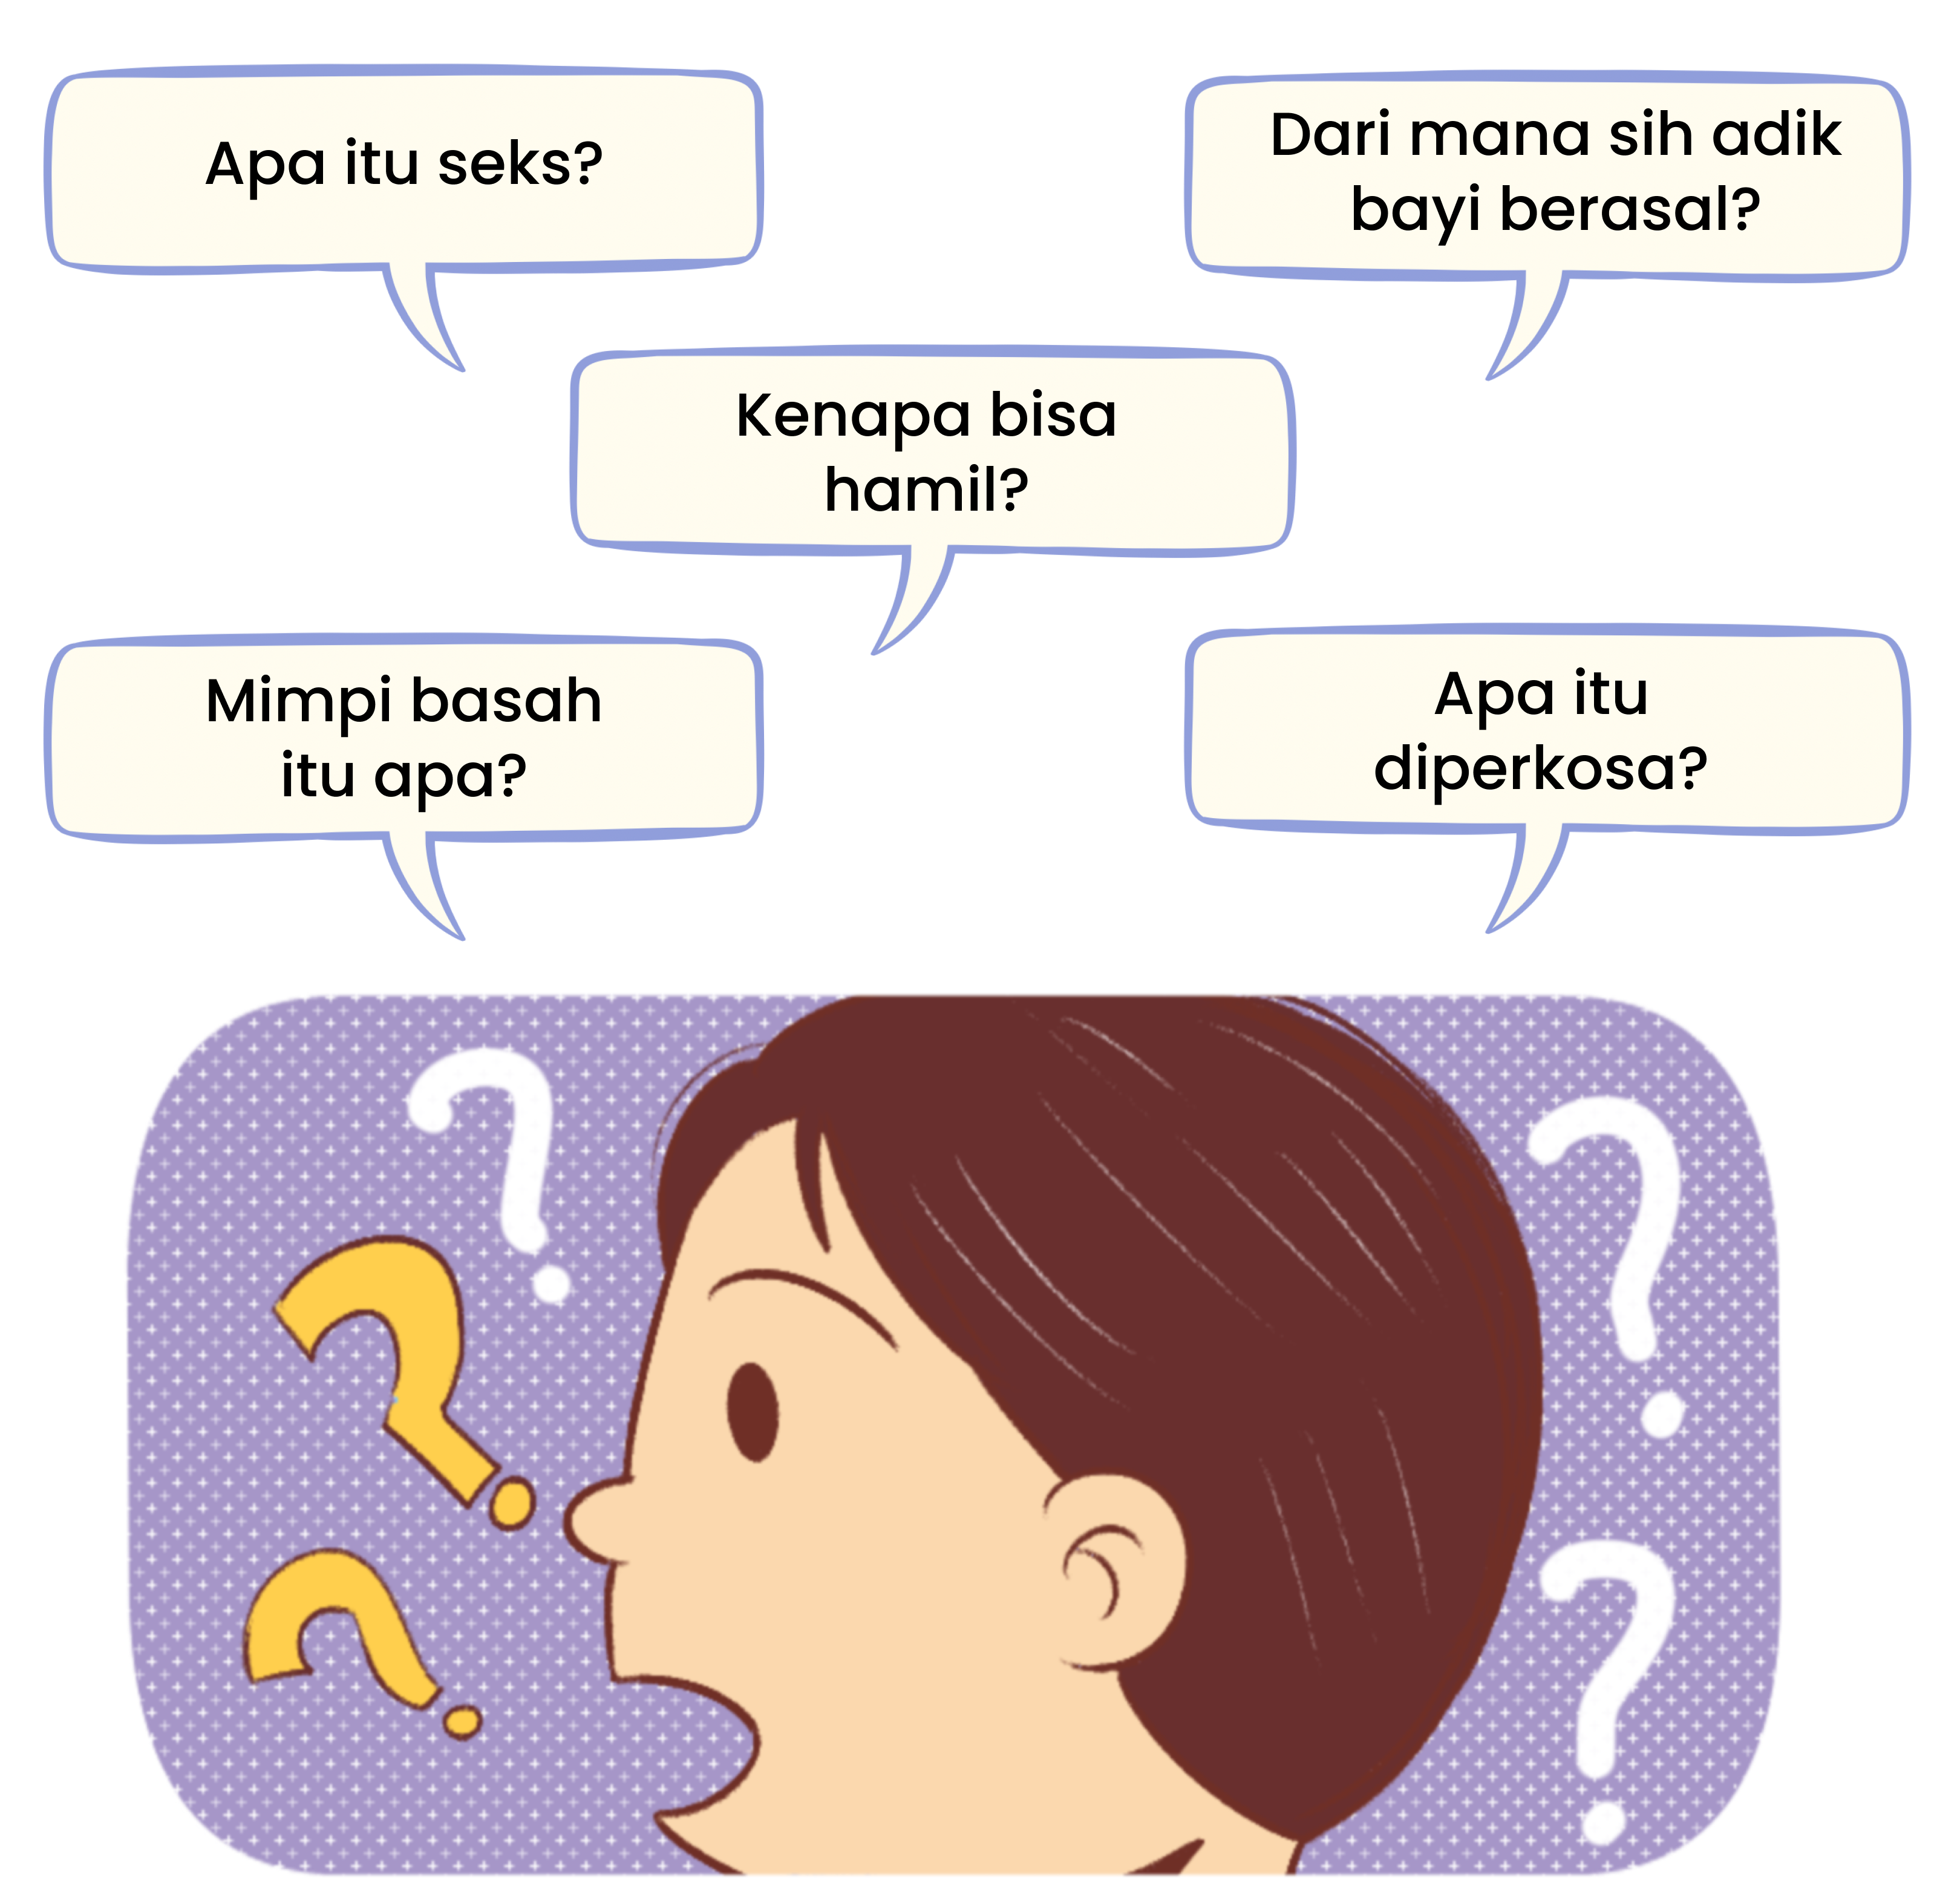 Apa itu seks?
Dari mana sih adik
bayi berasal?
Kenapa bisa
hamil?
Mimpi basah
itu apa?
Apa itu
diperkosa?